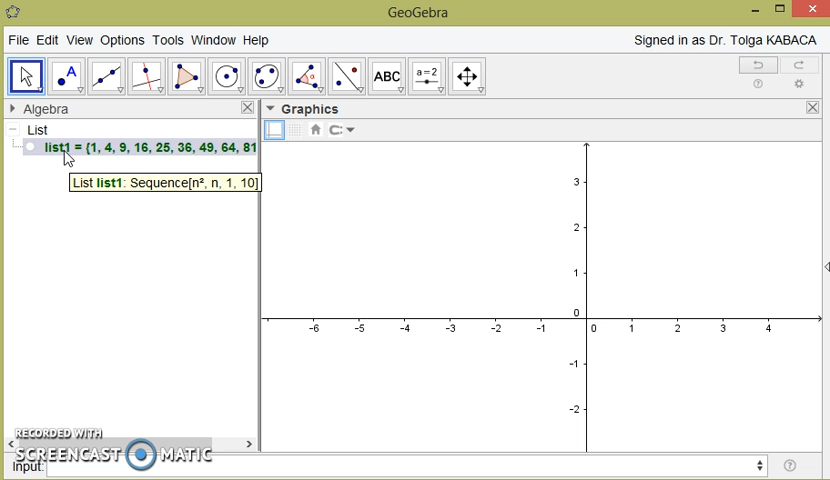 GeoGebra
File Edit View Options Tools Window Help
Signed in as Dr. Tolga KABACA
A
α
ABC
a=2
Algebra
Graphics
List
list1 = {1, 4, 9, 16, 25, 36, 49, 64, 81
List list1: Sequence[n², n, 1, 10]
3
2
1
0
-6 -5 -4 -3 -2 -1 0 1 2 3 4
-1
-2
RECORDED WITH
SCREENCAST MATIC
Input: